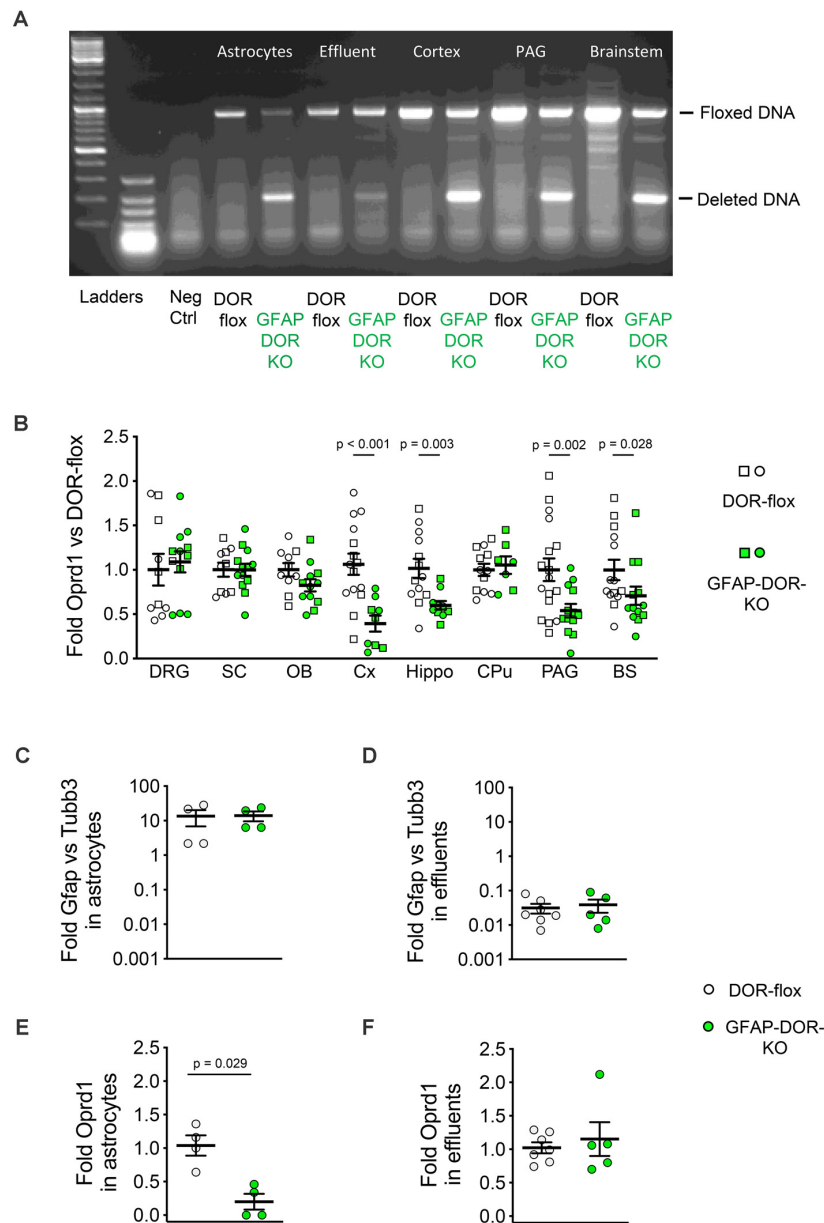 A
Astrocytes Effluent Cortex PAG Brainstem
Floxed DNA
Deleted DNA
Ladders Neg DOR DOR DOR DOR DOR
Ctrl flox GFAP flox GFAP flox GFAP flox GFAP flox GFAP
DOR DOR DOR DOR DOR
KO KO KO KO KO
B
Fold Oprd1 vs DOR-flox
2.5
2.0
1.5
1.0
0.5
0.0
p < 0.001 p = 0.003 p = 0.002 p = 0.028
DRG SC OB Cx Hippo CPu PAG BS
DOR-flox
GFAP-DOR-
KO
C
Fold Gfap vs Tubb3
in astrocytes
100
10
1
0.1
0.01
0.001
D
Fold Gfap vs Tubb3
in effluents
100
10
1
0.1
0.01
0.001
DOR-flox
GFAP-DOR-
KO
E
Fold Oprd1
in astrocytes
2.5
2.0
1.5
1.0
0.5
0.0
p = 0.029
F
Fold Oprd1
in effluents
2.5
2.0
1.5
1.0
0.5
0.0